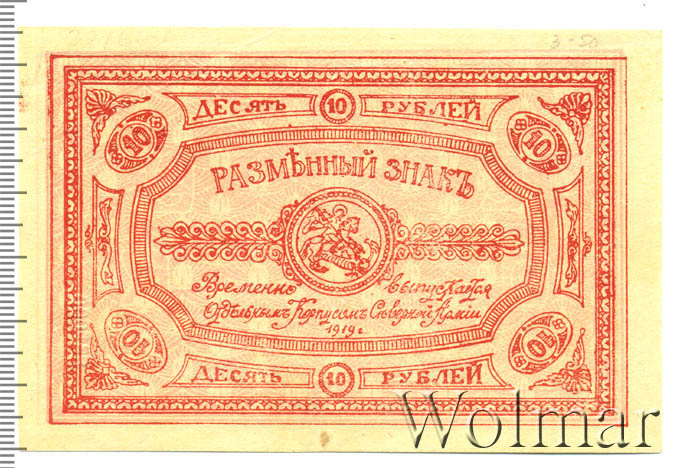 3-50
ДЕСЯТЬ 10 РУБЛЕЙ
10 10
РАЗМѢННЫЙ ЗНАКЪ
Временно выпускается
Отдѣльнымъ Корпусомъ Сѣверной Арміи
1919 г.
10 10
ДЕСЯТЬ 10 РУБЛЕЙ
Wolmar